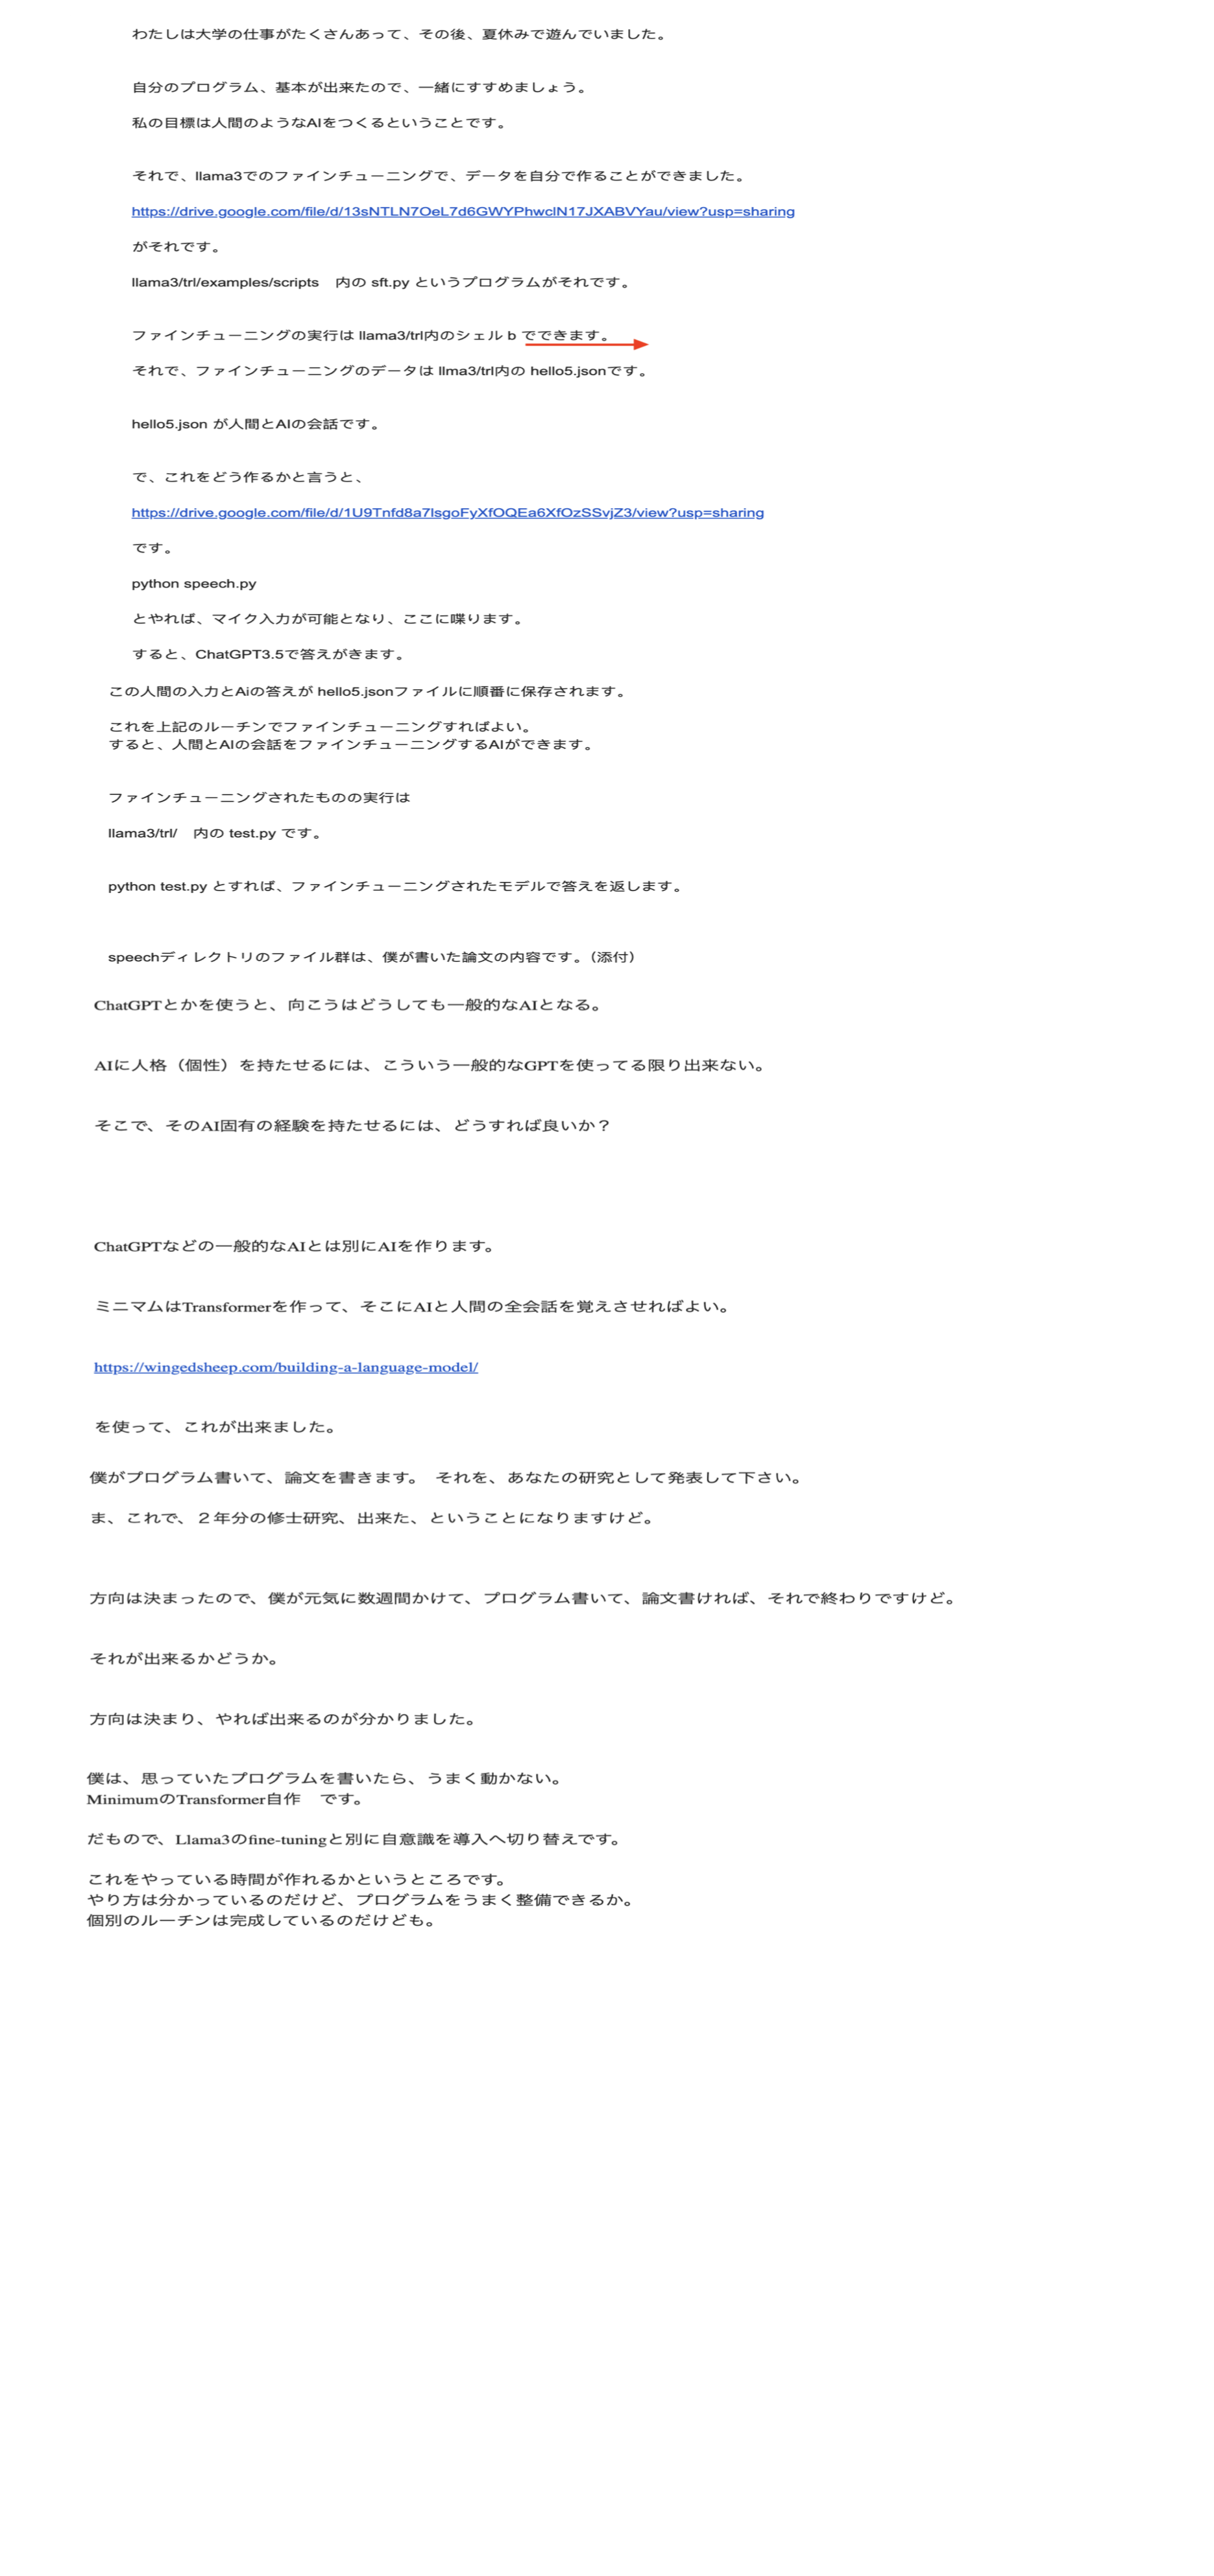 わたしは大学の仕事がたくさんあって、その後、夏休みで遊んでいました。
自分のプログラム、基本が出来たので、一緒にすすめましょう。
私の目標は人間のようなAIをつくるということです。
それで、llama3でのファインチューニングで、データを自分で作ることができました。
https://drive.google.com/file/d/13sNTLN7OeL7d6GWYPhwclN17JXABVYau/view?usp=sharing
がそれです。
llama3/trl/examples/scripts　内の sft.py というプログラムがそれです。
ファインチューニングの実行は llama3/trl内のシェル b でできます。
それで、ファインチューニングのデータは llma3/trl内の hello5.jsonです。
hello5.json が人間とAIの会話です。
で、これをどう作るかと言うと、
https://drive.google.com/file/d/1U9Tnfd8a7lsgoFyXfOQEa6XfOzSSvjZ3/view?usp=sharing
です。
python speech.py
とやれば、マイク入力が可能となり、ここに喋ります。
すると、ChatGPT3.5で答えがきます。
この人間の入力とAiの答えが hello5.jsonファイルに順番に保存されます。
これを上記のルーチンでファインチューニングすればよい。
すると、人間とAIの会話をファインチューニングするAIができます。
ファインチューニングされたものの実行は
llama3/trl/　内の test.py です。
python test.py とすれば、ファインチューニングされたモデルで答えを返します。
speechディレクトリのファイル群は、僕が書いた論文の内容です。（添付）
ChatGPTとかを使うと、向こうはどうしても一般的なAIとなる。
AIに人格（個性）を持たせるには、こういう一般的なGPTを使ってる限り出来ない。
そこで、そのAI固有の経験を持たせるには、どうすれば良いか？
ChatGPTなどの一般的なAIとは別にAIを作ります。
ミニマムはTransformerを作って、そこにAIと人間の全会話を覚えさせればよい。
https://wingedsheep.com/building-a-language-model/
を使って、これが出来ました。
僕がプログラム書いて、論文を書きます。 それを、あなたの研究として発表して下さい。
ま、これで、２年分の修士研究、出来た、ということになりますけど。
方向は決まったので、僕が元気に数週間かけて、プログラム書いて、論文書ければ、それで終わりですけど。
それが出来るかどうか。
方向は決まり、やれば出来るのが分かりました。
僕は、思っていたプログラムを書いたら、うまく動かない。
MinimumのTransformer自作　です。
だもので、Llama3のfine-tuningと別に自意識を導入へ切り替えです。
これをやっている時間が作れるかというところです。
やり方は分かっているのだけど、プログラムをうまく整備できるか。
個別のルーチンは完成しているのだけども。